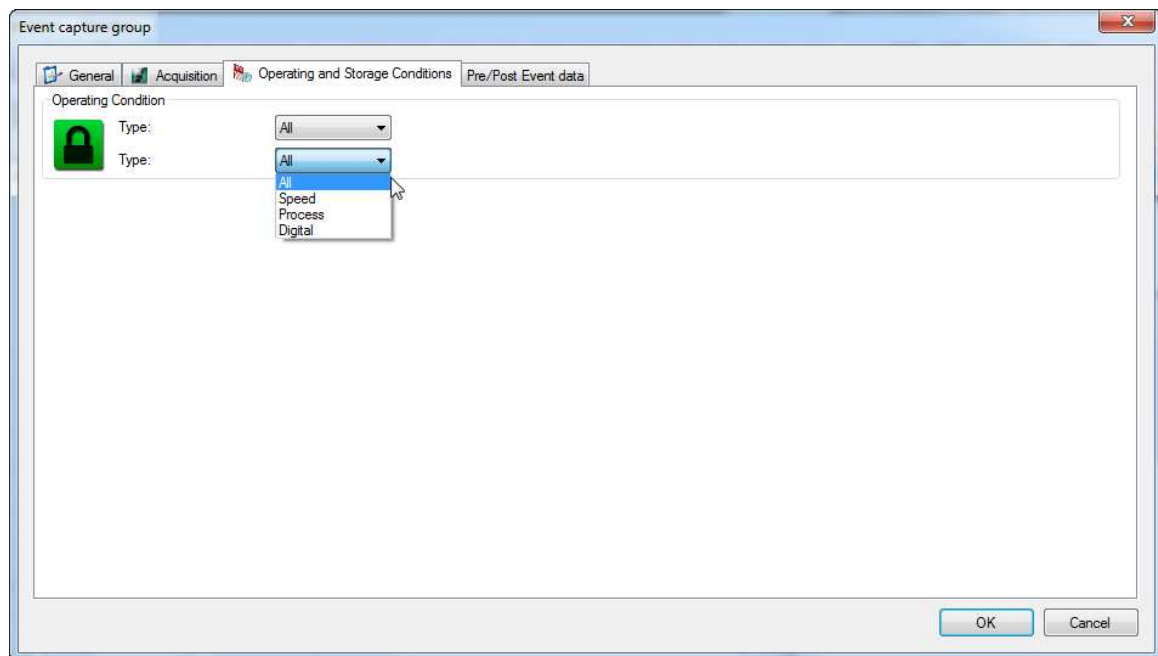 Event capture group
General Acquisition Operating and Storage Conditions Pre/Post Event data
Operating Condition
Type: All
Type: All
All
Speed
Process
Digital
OK Cancel